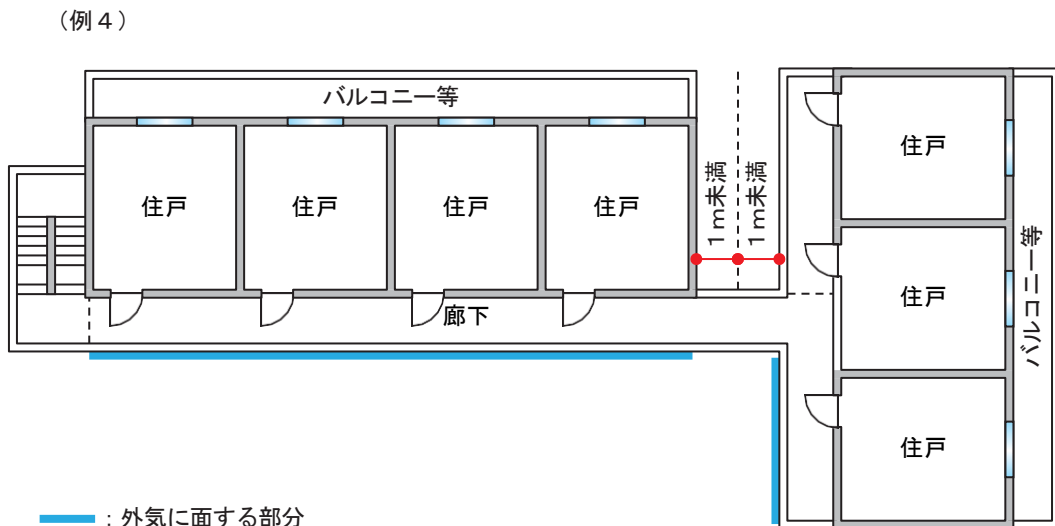 （例４）
バルコニー等
住戸
住戸
住戸
住戸
１ｍ未満
１ｍ未満
廊下
住戸
住戸
住戸
バルコニー等
：外気に面する部分